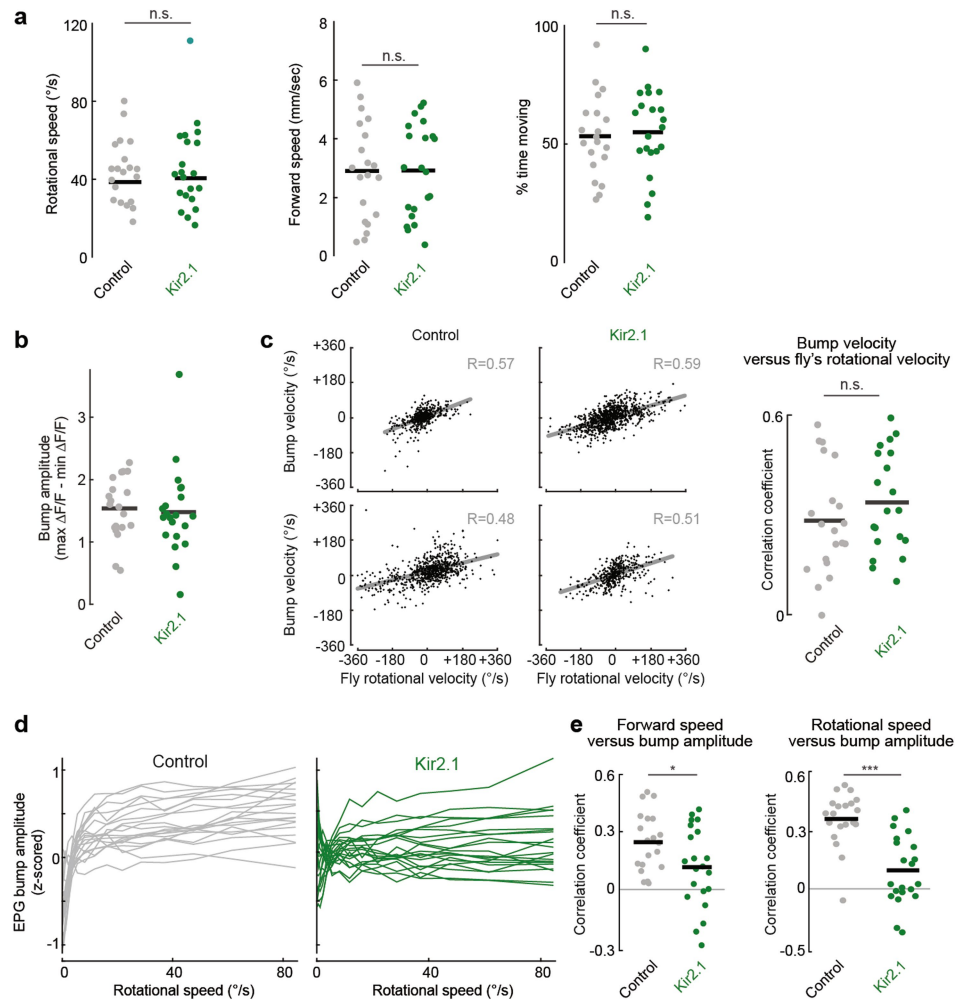 a
n.s.
Rotational speed (°/s)
120
80
40
0
Control
Kir2.1
n.s.
Forward speed (mm/sec)
8
6
4
2
0
Control
Kir2.1
n.s.
% time moving
100
50
0
Control
Kir2.1
b
Bump amplitude
(max ΔF/F - min ΔF/F)
3
2
1
0
Control
Kir2.1
c
Control
Kir2.1
Bump velocity (°/s)
+360
+180
0
-180
-360
R=0.57
R=0.59
Bump velocity (°/s)
+360
+180
0
-180
-360
R=0.48
R=0.51
-360 -180 0 +180 +360
-360 -180 0 +180 +360
Fly rotational velocity (°/s)
Fly rotational velocity (°/s)
Bump velocity
versus fly's rotational velocity
n.s.
Correlation coefficient
0.6
0
Control
Kir2.1
d
Control
Kir2.1
EPG bump amplitude
(z-scored)
1
0
-1
0 40 80
0 40 80
Rotational speed (°/s)
Rotational speed (°/s)
e
Forward speed
versus bump amplitude
*
Correlation coefficient
0.6
0.3
0
-0.3
Control
Kir2.1
Rotational speed
versus bump amplitude
***
Correlation coefficient
0.6
0.3
0
-0.5
Control
Kir2.1